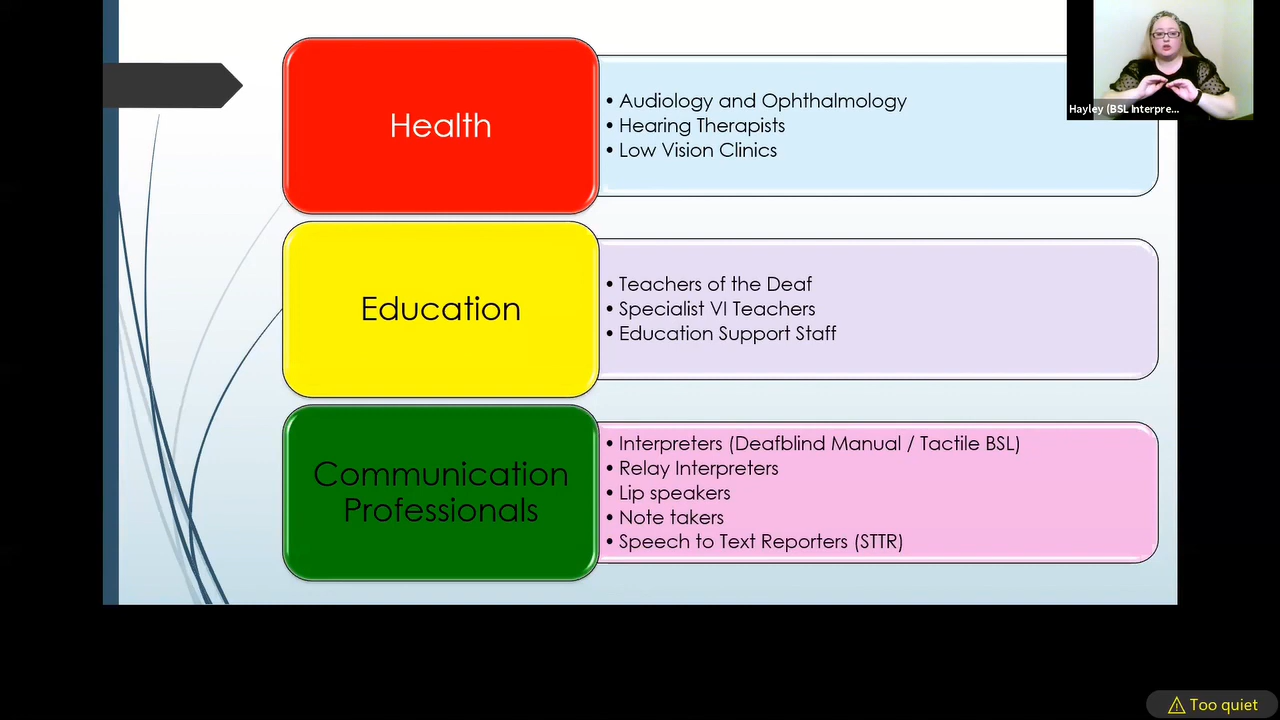 Health
• Audiology and Ophthalmology
• Hearing Therapists
• Low Vision Clinics
Hayley (BSL Interpre...
Education
• Teachers of the Deaf
• Specialist VI Teachers
• Education Support Staff
Communication
Professionals
• Interpreters (Deafblind Manual / Tactile BSL)
• Relay Interpreters
• Lip speakers
• Note takers
• Speech to Text Reporters (STTR)
Too quiet